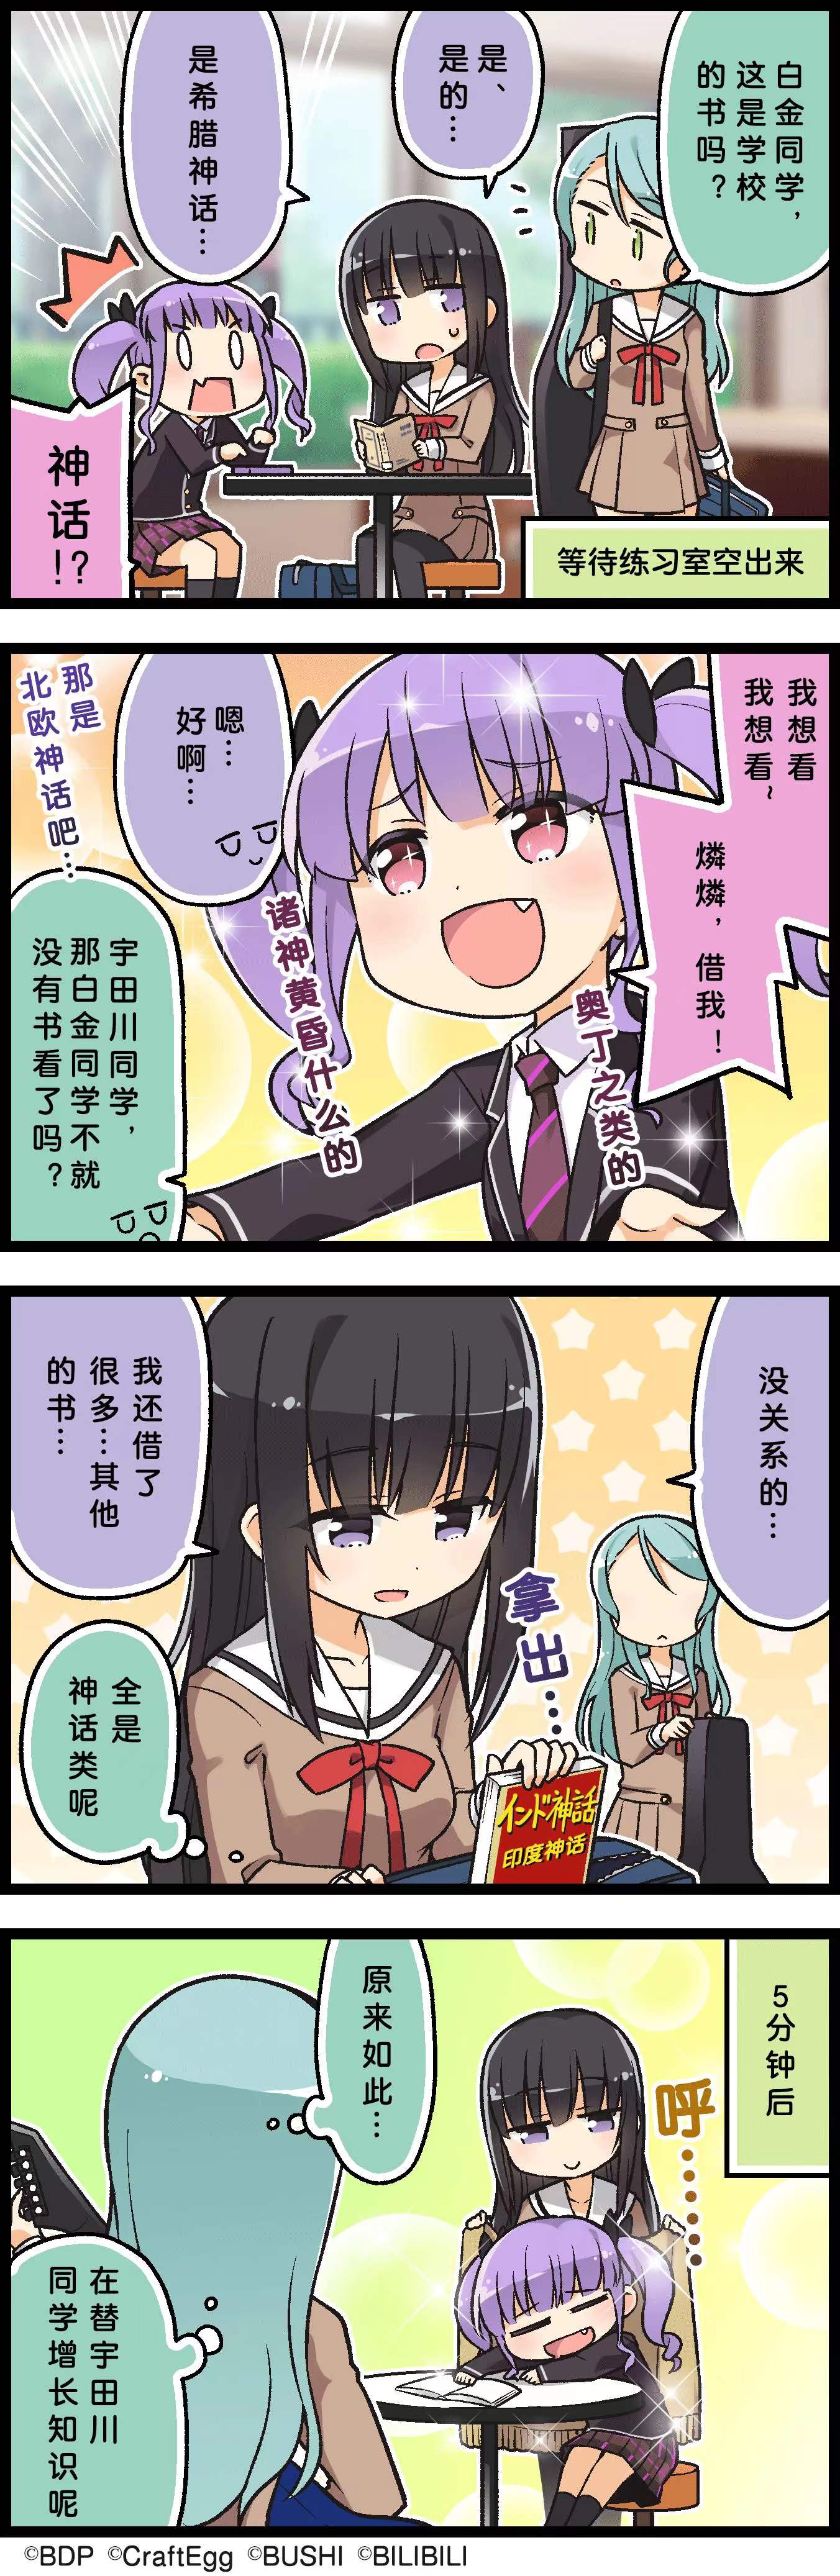 白金同学，
这是学校
的书吗？
是、
是的…
是希腊神话…
神话!?
等待练习室空出来
我想看
我想看~
燐燐，借我！
奥丁之类的
诸神黄昏什么的
嗯…
好啊…
那是
北欧神话吧…
宇田川同学，
那白金同学不就
没有书看了吗？
没关系的…
我还借了
很多…其他
的书…
拿出…
インド神話
印度神话
全是
神话类呢
5分钟后
呼……
原来如此…
在替宇田川
同学增长知识呢
©BDP ©CraftEgg ©BUSHI ©BILIBILI